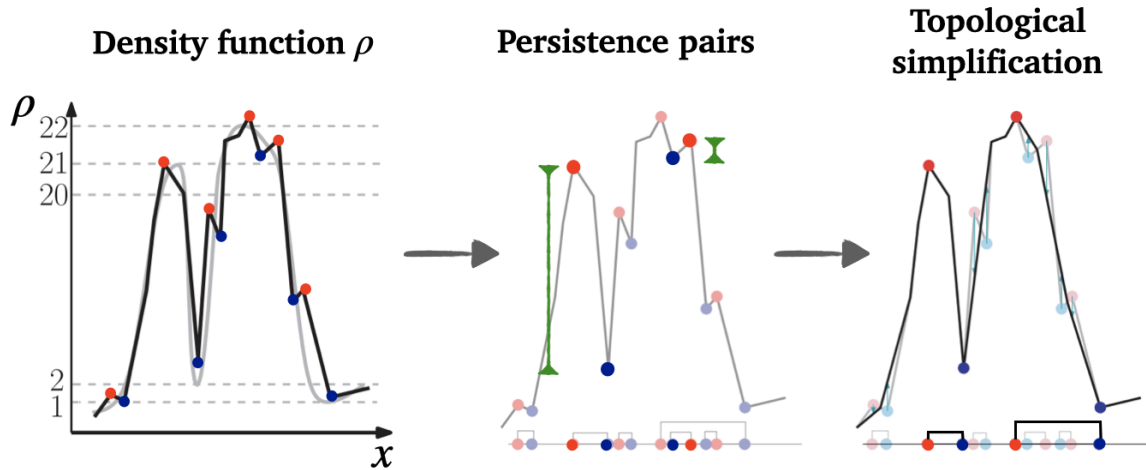 Density function ρ
Persistence pairs
Topological
simplification
ρ
22
21
20
2
1
x